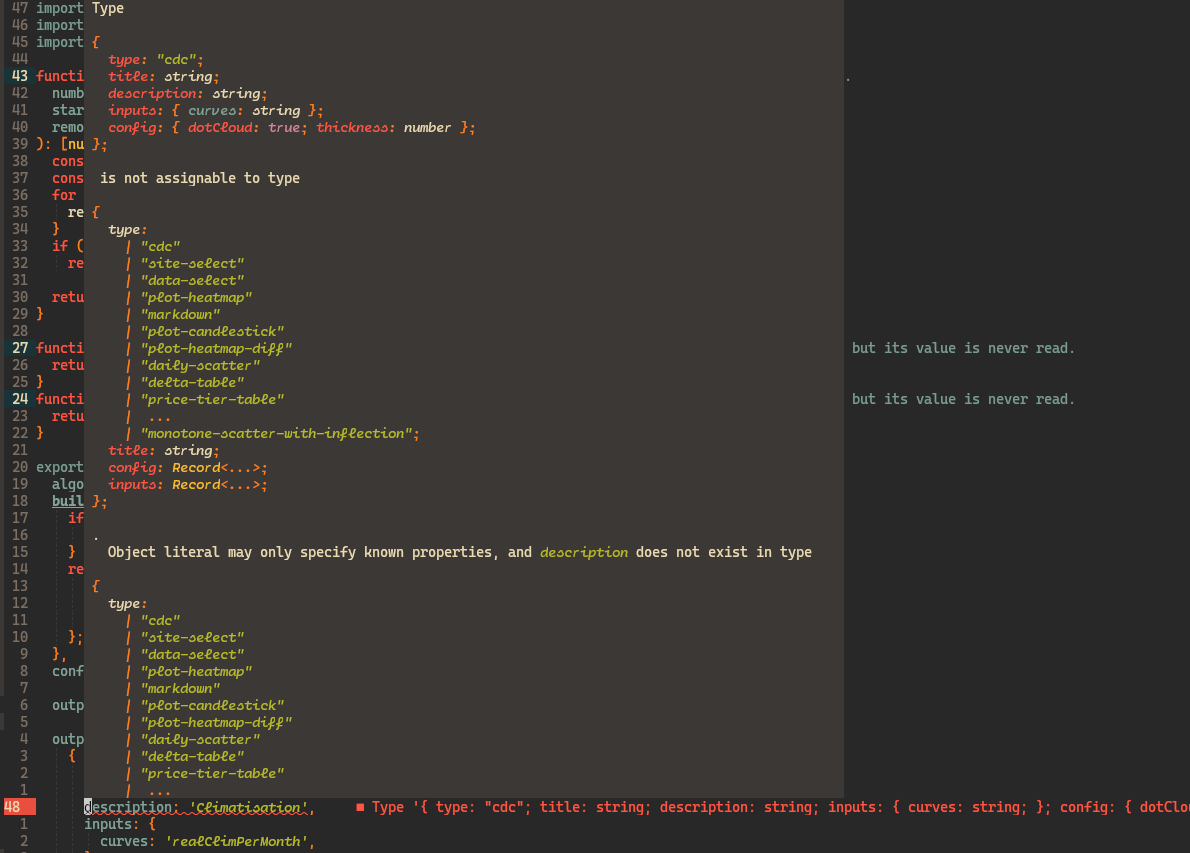 47 import Type
46 import
45 import {
44 type: "cdc";
43 functi title: string; .
42 numb description: string;
41 star inputs: { curves: string };
40 remo config: { dotCloud: true; thickness: number };
39 ): [nu };
38 cons
37 cons is not assignable to type
36 for
35 re {
34 } type:
33 if ( | "cdc"
32 re | "site-select"
31 | "data-select"
30 retu | "plot-heatmap"
29 } | "markdown"
28 | "plot-candlestick"
27 functi | "plot-heatmap-diff" but its value is never read.
26 retu | "daily-scatter"
25 } | "delta-table"
24 functi | "price-tier-table" but its value is never read.
23 retu | ...
22 } | "monotone-scatter-with-inflection";
21 title: string;
20 export config: Record<...>;
19 algo inputs: Record<...>;
18 buil };
17 if
16 .
15 } Object literal may only specify known properties, and description does not exist in type
14 re
13 {
12 type:
11 | "cdc"
10 }; | "site-select"
9 }, | "data-select"
8 conf | "plot-heatmap"
7 | "markdown"
6 outp | "plot-candlestick"
5 | "plot-heatmap-diff"
4 outp | "daily-scatter"
3 { | "delta-table"
2 | "price-tier-table"
1 | ...
48 description: 'Climatisation', ■ Type '{ type: "cdc"; title: string; description: string; inputs: { curves: string; }; config: { dotClo
1 inputs: {
2 curves: 'realClimPerMonth',